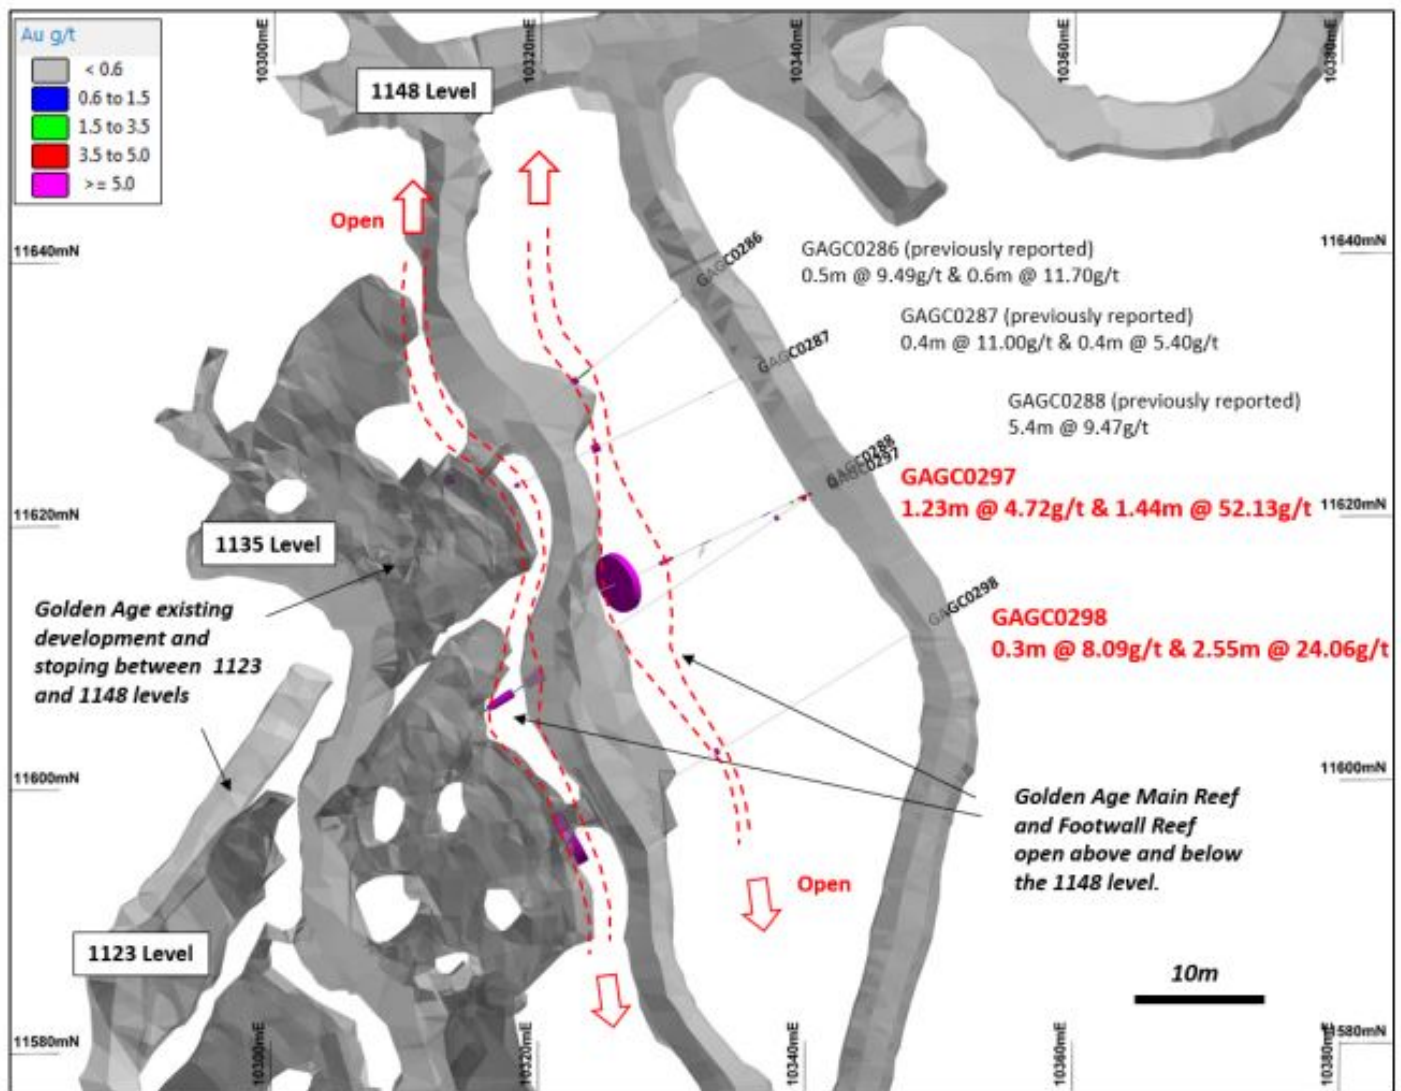 Au g/t
< 0.6
0.6 to 1.5
1.5 to 3.5
3.5 to 5.0
>= 5.0
10300mE
10320mE
10340mE
10360mE
10380mE
1148 Level
Open
11640mN
11640mN
GAGC0286
GAGC0286 (previously reported)
0.5m @ 9.49g/t & 0.6m @ 11.70g/t
GAGC0287
GAGC0287 (previously reported)
0.4m @ 11.00g/t & 0.4m @ 5.40g/t
GAGC0288 (previously reported)
5.4m @ 9.47g/t
GAGC0288
GAGC0297
GAGC0297
1.23m @ 4.72g/t & 1.44m @ 52.13g/t
11620mN
11620mN
1135 Level
GAGC0298
GAGC0298
0.3m @ 8.09g/t & 2.55m @ 24.06g/t
Golden Age existing
development and
stoping between 1123
and 1148 levels
11600mN
11600mN
Golden Age Main Reef
and Footwall Reef
open above and below
the 1148 level.
Open
1123 Level
10m
11580mN
11580mN
10300mE
10320mE
10340mE
10360mE
10380mE